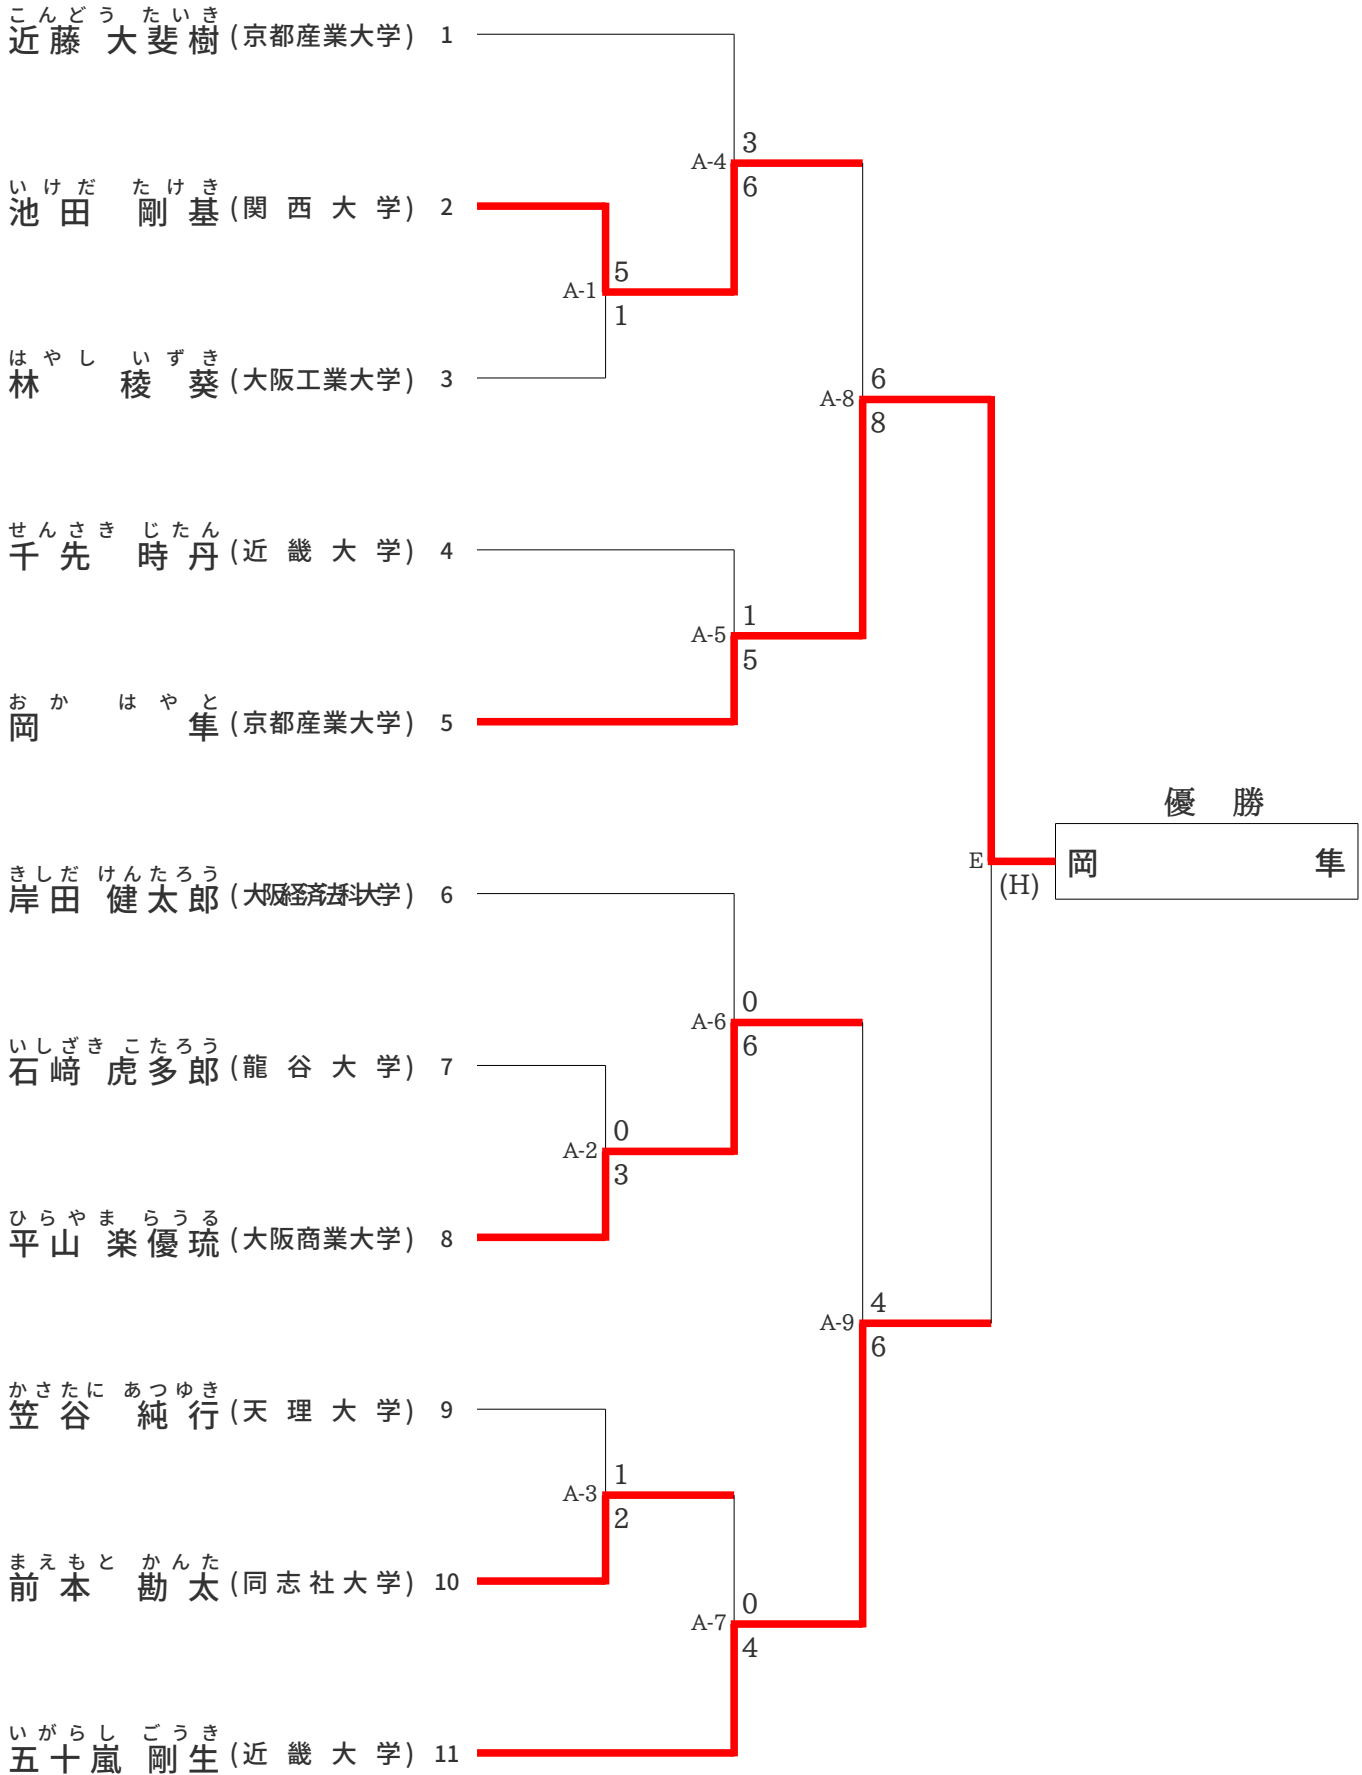 こんどう たいき
近藤 大斐樹 (京都産業大学) 1
3
A-4
6
いけだ たけき
池田 剛基 (関西大学) 2
5
A-1
1
はやし いずき
林 稜葵 (大阪工業大学) 3
6
A-8
8
せんさき じたん
千先 時丹 (近畿大学) 4
1
A-5
5
おか はやと
岡 隼 (京都産業大学) 5
優勝
E
岡 隼
(H)
きしだ けんたろう
岸田 健太郎 (大阪経済法科大学) 6
0
A-6
6
いしざき こたろう
石﨑 虎多郎 (龍谷大学) 7
0
A-2
3
ひらやま らうる
平山 楽優琉 (大阪商業大学) 8
4
A-9
6
かさたに あつゆき
笠谷 純行 (天理大学) 9
1
A-3
2
まえもと かんた
前本 勘太 (同志社大学) 10
0
A-7
4
いがらし ごうき
五十嵐 剛生 (近畿大学) 11